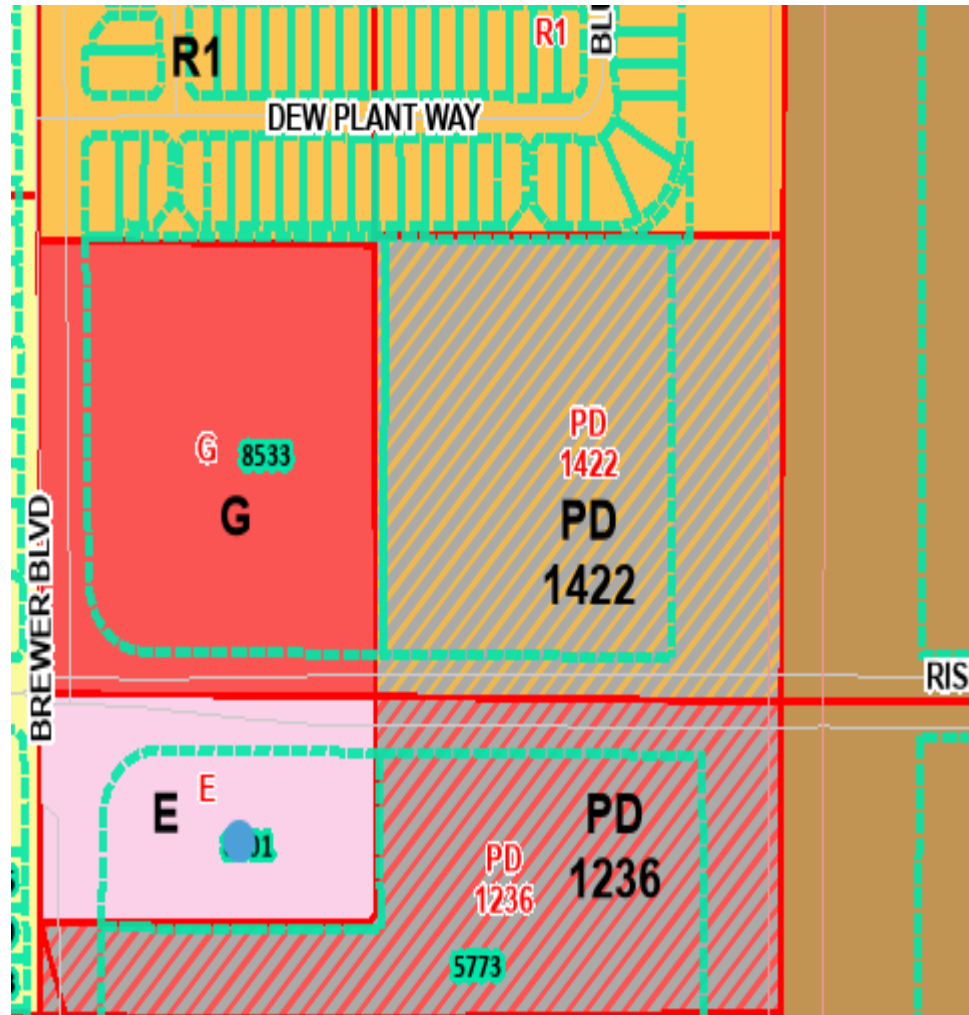 R1
R1
DEW PLANT WAY
G
8533
G
PD
1422
PD
1422
BREWER BLVD
E
E
PD
1236
PD
1236
5773